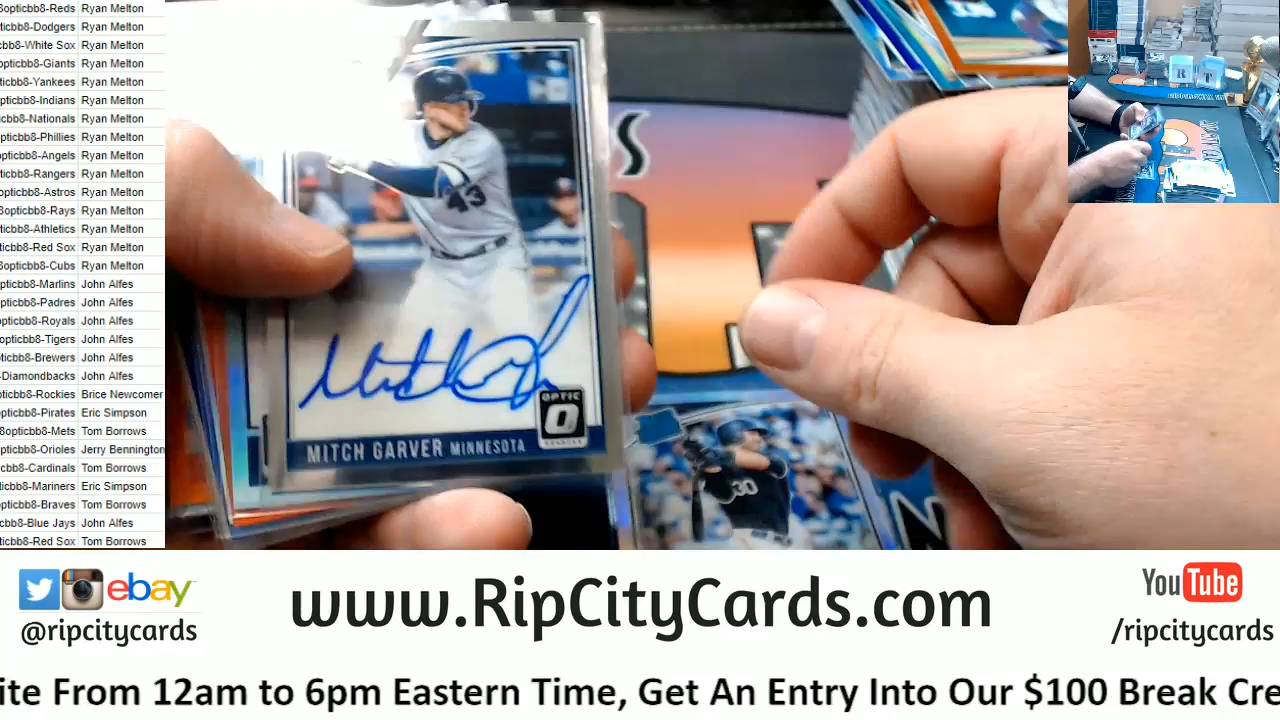 8opticbb8-Reds Ryan Melton
opticbb8-Dodgers Ryan Melton
ticbb8-White Sox Ryan Melton
pticbb8-Giants Ryan Melton
ticbb8-Yankees Ryan Melton
pticbb8-Indians Ryan Melton
ticbb8-Nationals Ryan Melton
pticbb8-Phillies Ryan Melton
pticbb8-Angels Ryan Melton
ticbb8-Rangers Ryan Melton
pticbb8-Astros Ryan Melton
8opticbb8-Rays Ryan Melton
ticbb8-Athletics Ryan Melton
ticbb8-Red Sox Ryan Melton
8opticbb8-Cubs Ryan Melton
pticbb8-Marlins John Alfes
pticbb8-Padres John Alfes
opticbb8-Royals John Alfes
pticbb8-Tigers John Alfes
ticbb8-Brewers John Alfes
-Diamondbacks John Alfes
pticbb8-Rockies Brice Newcomer
pticbb8-Pirates Eric Simpson
8opticbb8-Mets Tom Borrows
opticbb8-Orioles Jerry Bennington
cbb8-Cardinals Tom Borrows
cbb8-Mariners Eric Simpson
ticbb8-Braves Tom Borrows
cbb8-Blue Jays John Alfes
ticbb8-Red Sox Tom Borrows
43
OPTIC
MITCH GARVER MINNESOTA
S
30
N
R T
ebay
@ripcitycards
www.RipCityCards.com
YouTube
/ripcitycards
ite From 12am to 6pm Eastern Time, Get An Entry Into Our $100 Break Cre